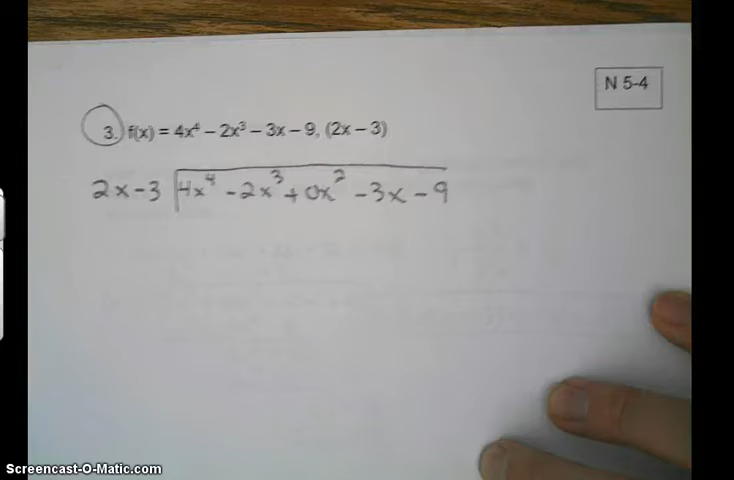 N 5-4
3. f(x) = 4x⁴ – 2x³ – 3x – 9, (2x – 3)
2x-3 4x⁴ -2x³ +0x² -3x -9
Screencast-O-Matic.com